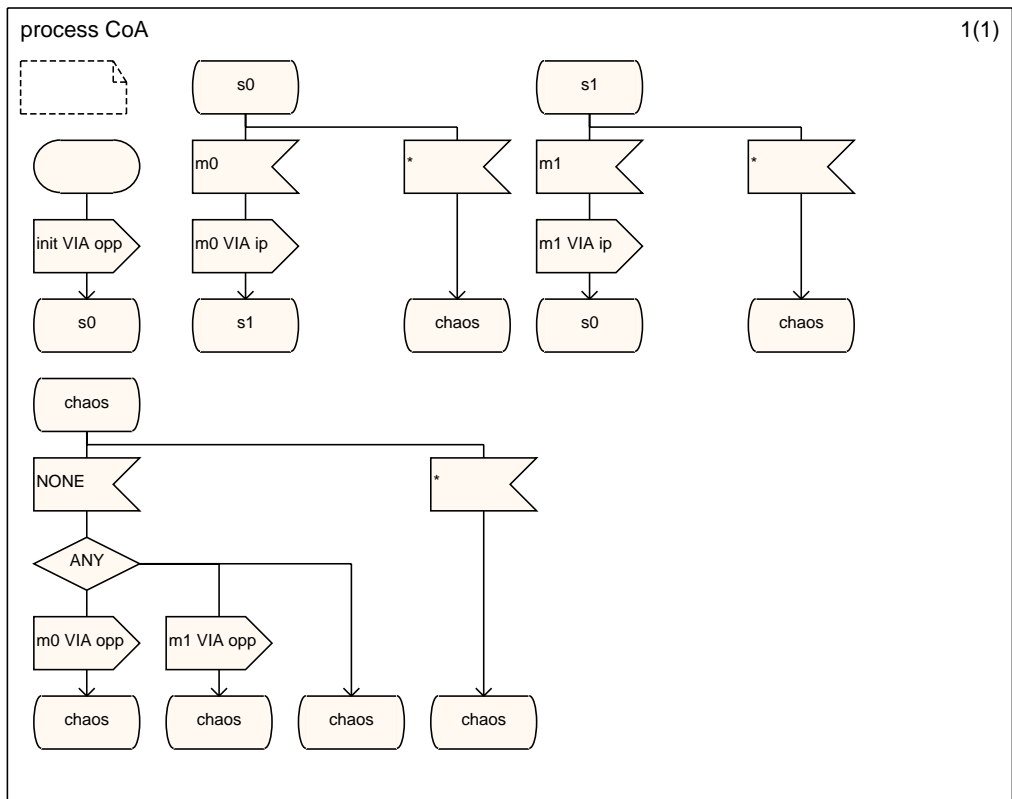 process CoA
1(1)
s0
s1
m0
*
m1
*
init VIA opp
m0 VIA ip
m1 VIA ip
s0
s1
chaos
s0
chaos
chaos
NONE
*
ANY
m0 VIA opp
m1 VIA opp
chaos
chaos
chaos
chaos